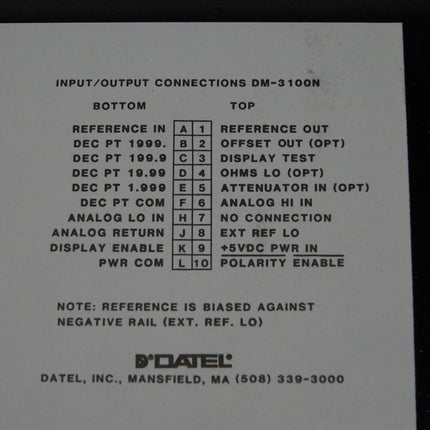 INPUT/OUTPUT CONNECTIONS DM-3100N
BOTTOM TOP
REFERENCE IN A 1 REFERENCE OUT
DEC PT 1999. B 2 OFFSET OUT (OPT)
DEC PT 199.9 C 3 DISPLAY TEST
DEC PT 19.99 D 4 OHMS LO (OPT)
DEC PT 1.999 E 5 ATTENUATOR IN (OPT)
DEC PT COM F 6 ANALOG HI IN
ANALOG LO IN H 7 NO CONNECTION
ANALOG RETURN J 8 EXT REF LO
DISPLAY ENABLE K 9 +5VDC PWR IN
PWR COM L 10 POLARITY ENABLE
NOTE: REFERENCE IS BIASED AGAINST
NEGATIVE RAIL (EXT. REF. LO)
DATEL
DATEL, INC., MANSFIELD, MA (508) 339-3000